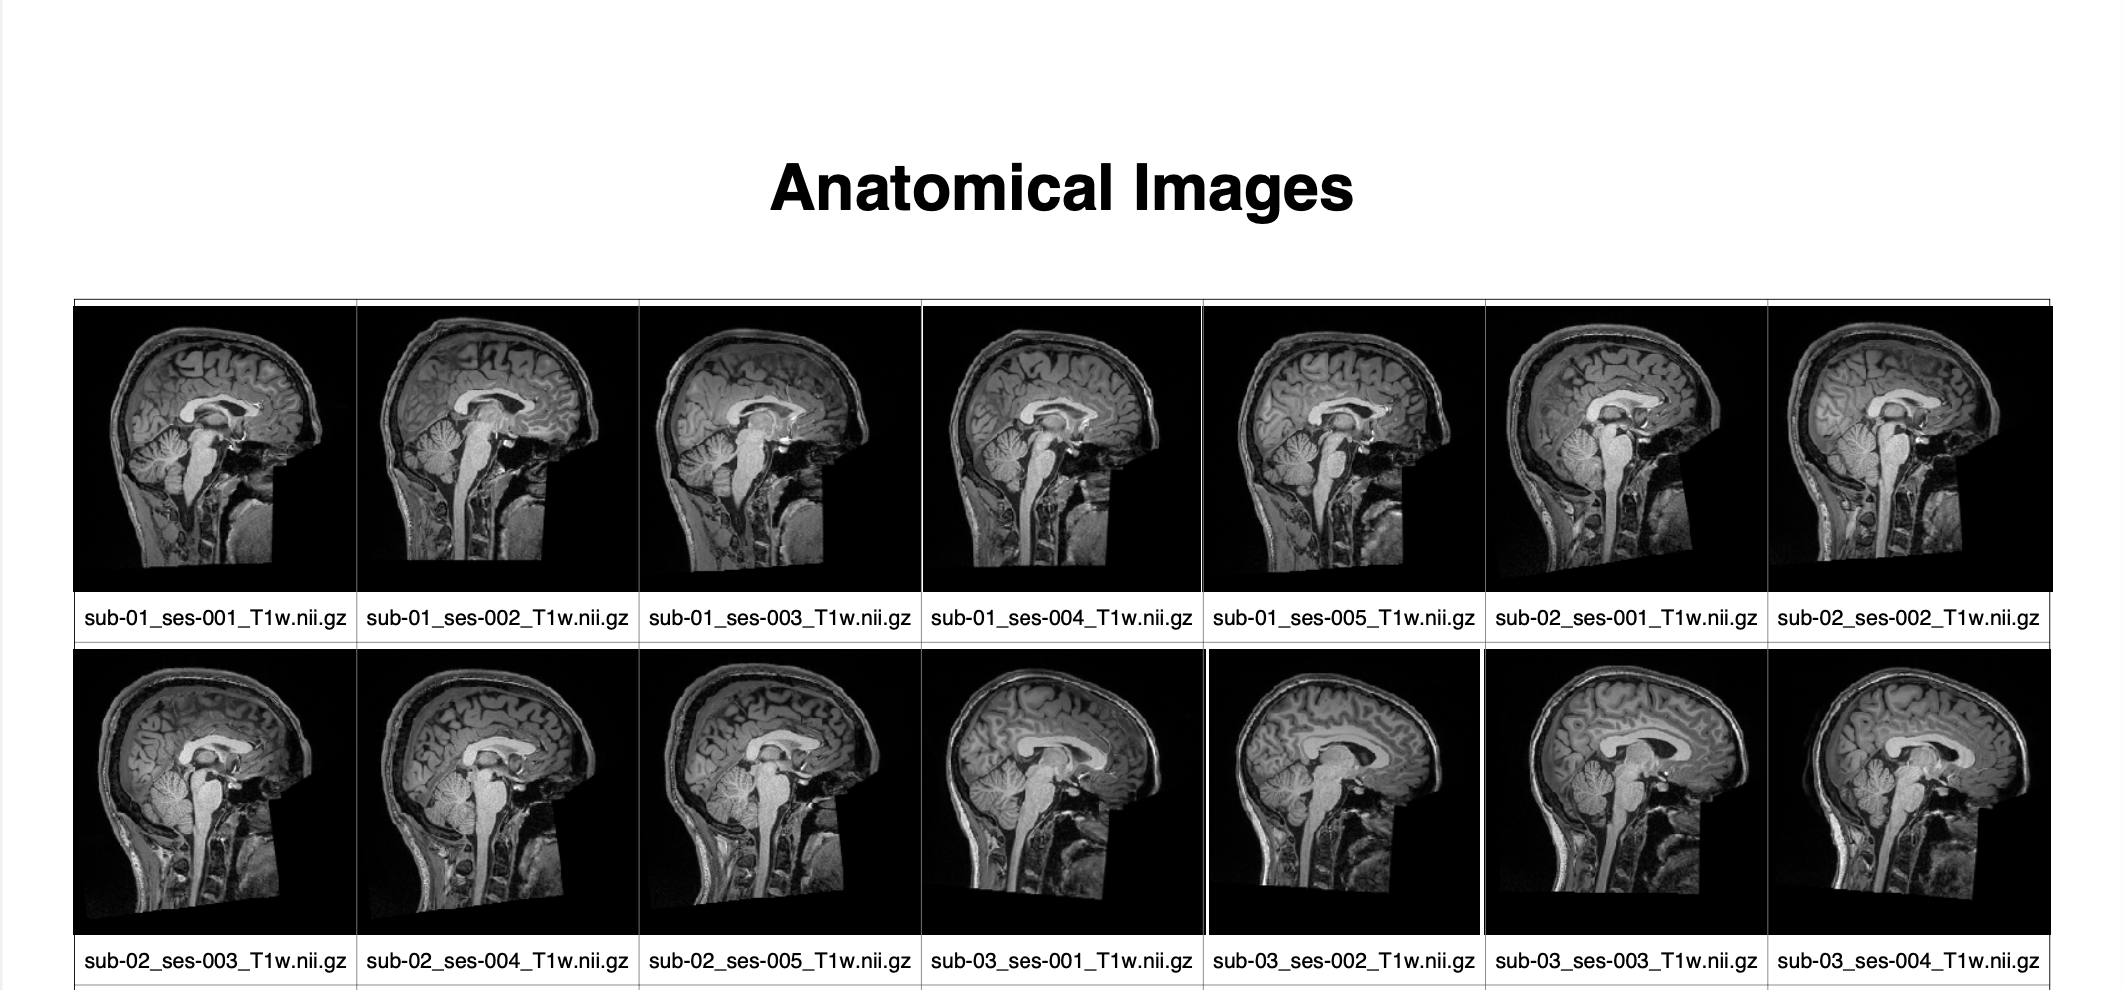 Anatomical Images
sub-01_ses-001_T1w.nii.gz
sub-01_ses-002_T1w.nii.gz
sub-01_ses-003_T1w.nii.gz
sub-01_ses-004_T1w.nii.gz
sub-01_ses-005_T1w.nii.gz
sub-02_ses-001_T1w.nii.gz
sub-02_ses-002_T1w.nii.gz
sub-02_ses-003_T1w.nii.gz
sub-02_ses-004_T1w.nii.gz
sub-02_ses-005_T1w.nii.gz
sub-03_ses-001_T1w.nii.gz
sub-03_ses-002_T1w.nii.gz
sub-03_ses-003_T1w.nii.gz
sub-03_ses-004_T1w.nii.gz